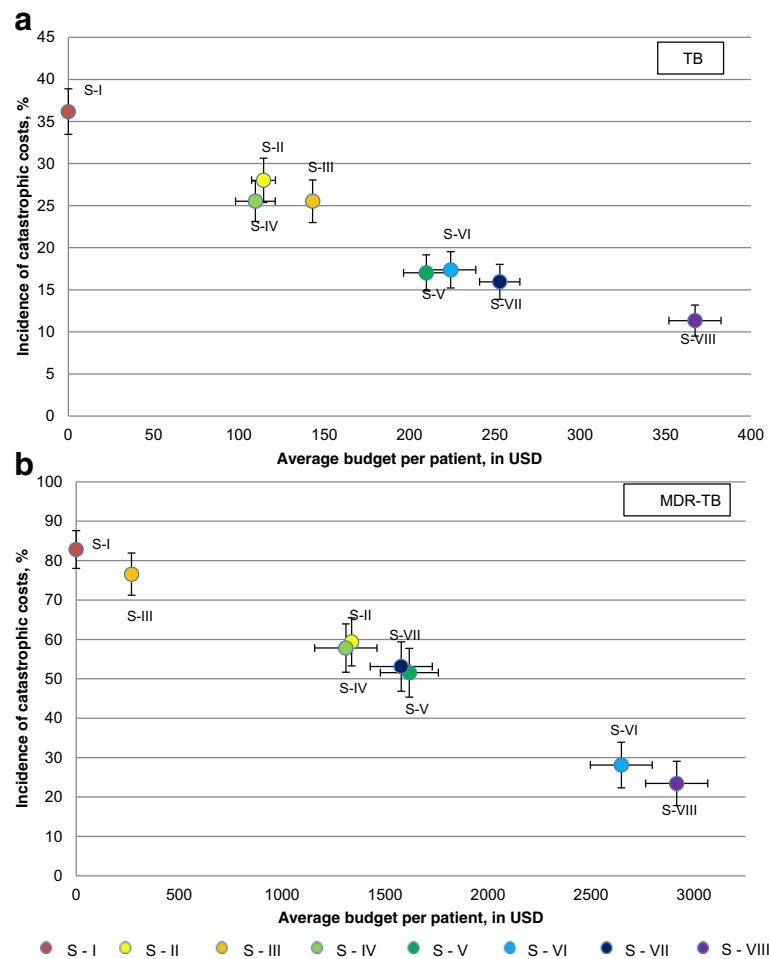 a
45
TB
40
S-I
35
30
S-II
S-III
25
S-IV
20
S-VI
15
S-V
S-VII
10
S-VIII
5
0
0 50 100 150 200 250 300 350 400
Incidence of catastrophic costs, %
Average budget per patient, in USD
b
100
MDR-TB
90
S-I
80
70
S-III
S-II
60
S-VII
50
S-IV
S-V
40
S-VI
30
20
S-VIII
10
0
0 500 1000 1500 2000 2500 3000
Incidence of catastrophic costs, %
Average budget per patient, in USD
S - I S - II S - III S - IV S - V S - VI S - VII S - VIII